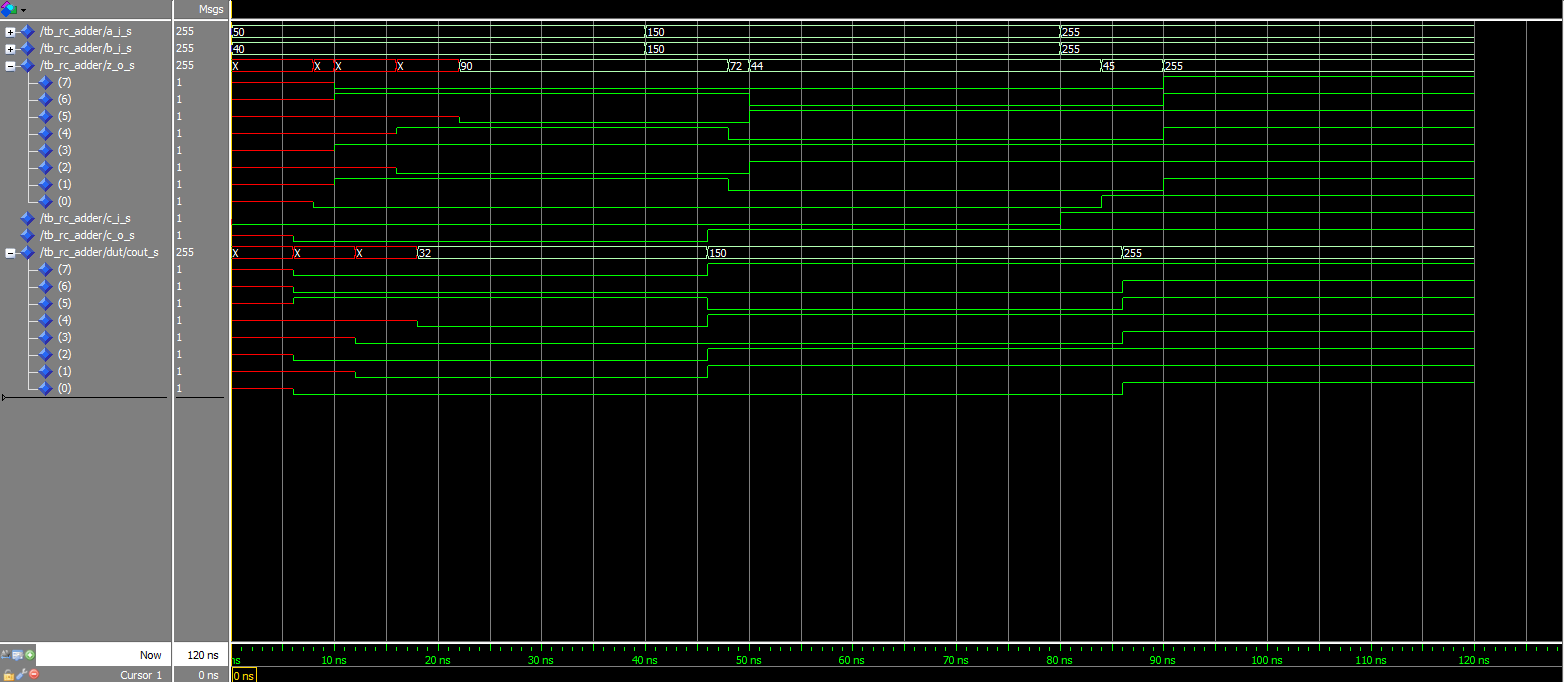 Msgs
/tb_rc_adder/a_i_s 255 50 150 255
/tb_rc_adder/b_i_s 255 40 150 255
/tb_rc_adder/z_o_s 255 X X X X 90 72 44 45 255
(7) 1
(6) 1
(5) 1
(4) 1
(3) 1
(2) 1
(1) 1
(0) 1
/tb_rc_adder/c_i_s 1
/tb_rc_adder/c_o_s 1
/tb_rc_adder/dut/cout_s 255 X X X 32 150 255
(7) 1
(6) 1
(5) 1
(4) 1
(3) 1
(2) 1
(1) 1
(0) 1
Now 120 ns ns 10 ns 20 ns 30 ns 40 ns 50 ns 60 ns 70 ns 80 ns 90 ns 100 ns 110 ns 120 ns
Cursor 1 0 ns 0 ns